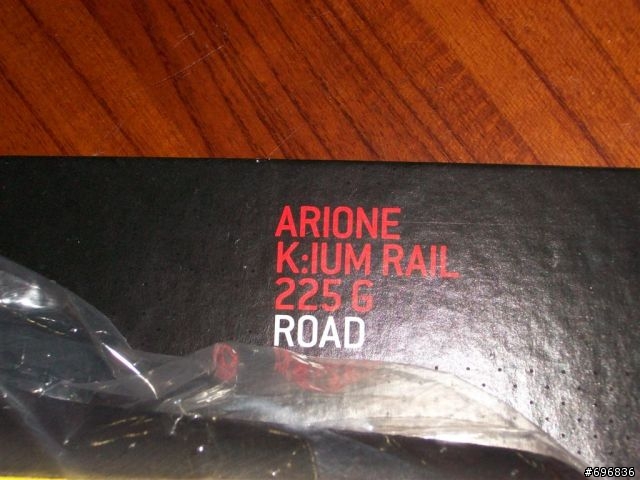 ARIONE
K:IUM RAIL
225 G
ROAD
#696836